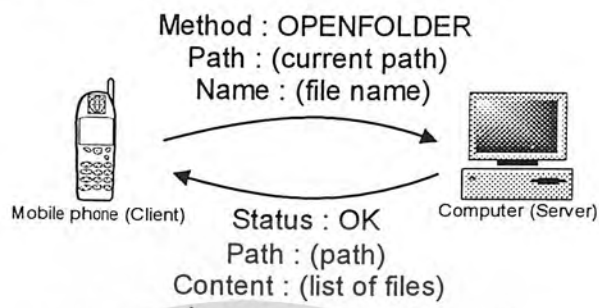 Method : OPENFOLDER
Path : (current path)
Name : (file name)
Mobile phone (Client)
Computer (Server)
Status : OK
Path : (path)
Content : (list of files)